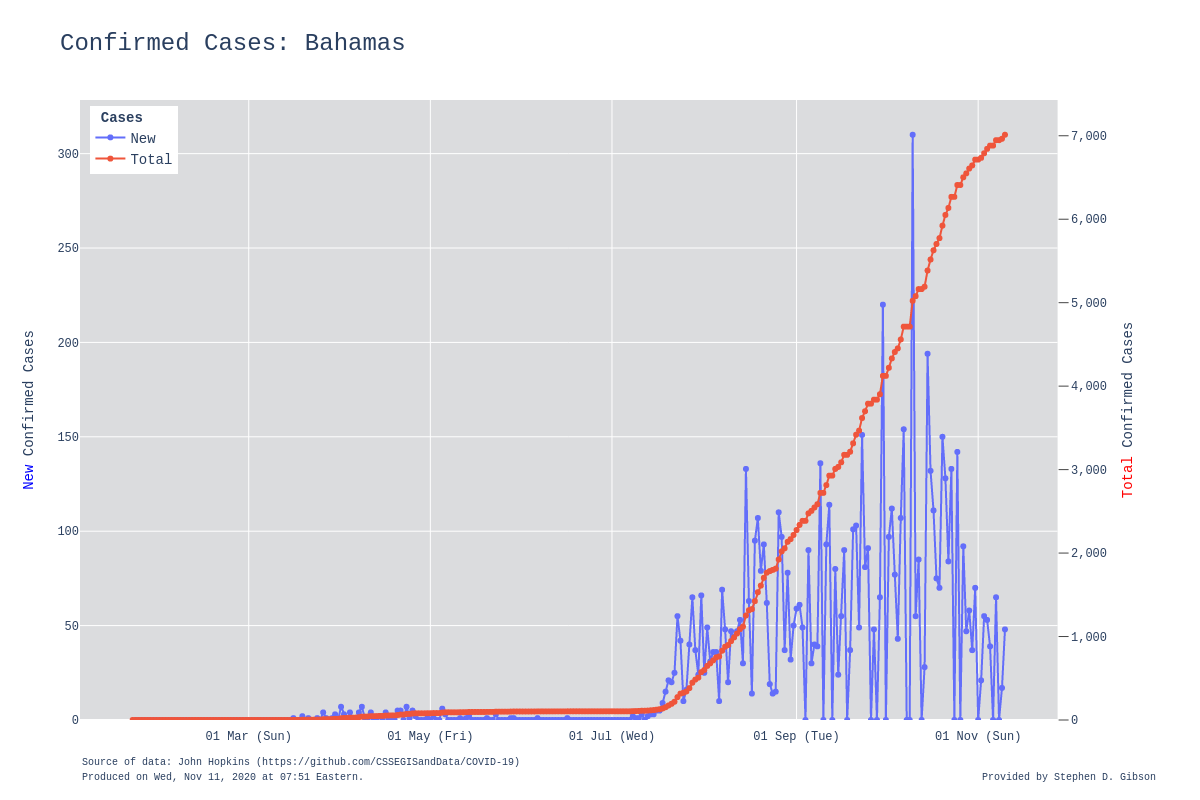 Confirmed Cases: Bahamas
Cases
New
Total
300
250
200
150
100
50
0
New Confirmed Cases
7,000
6,000
5,000
4,000
3,000
2,000
1,000
0
Total Confirmed Cases
01 Mar (Sun)
01 May (Fri)
01 Jul (Wed)
01 Sep (Tue)
01 Nov (Sun)
Source of data: John Hopkins (https://github.com/CSSEGISandData/COVID-19)
Produced on Wed, Nov 11, 2020 at 07:51 Eastern.
Provided by Stephen D. Gibson